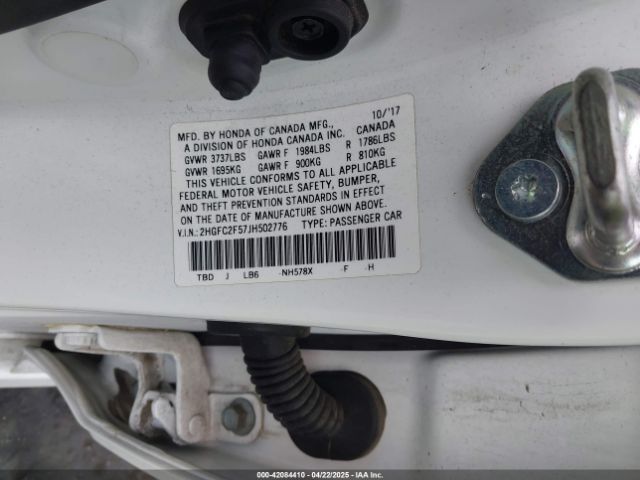 MFD. BY HONDA OF CANADA MFG., 10/'17
A DIVISION OF HONDA CANADA INC. CANADA
GVWR 3737LBS GAWR F 1984LBS R 1786LBS
GVWR 1695KG GAWR F 900KG R 810KG
THIS VEHICLE CONFORMS TO ALL APPLICABLE
FEDERAL MOTOR VEHICLE SAFETY, BUMPER,
AND THEFT PREVENTION STANDARDS IN EFFECT
ON THE DATE OF MANUFACTURE SHOWN ABOVE.
V.I.N.: 2HGFC2F57JH502776 TYPE: PASSENGER CAR
TBD J LB6 -NH578X -F -H
000-42084410 - 04/22/2025 - IAAI